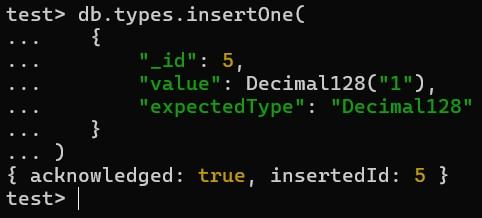 test> db.types.insertOne(
...     {
...         "_id": 5,
...         "value": Decimal128("1"),
...         "expectedType": "Decimal128"
...     }
... )
{ acknowledged: true, insertedId: 5 }
test>